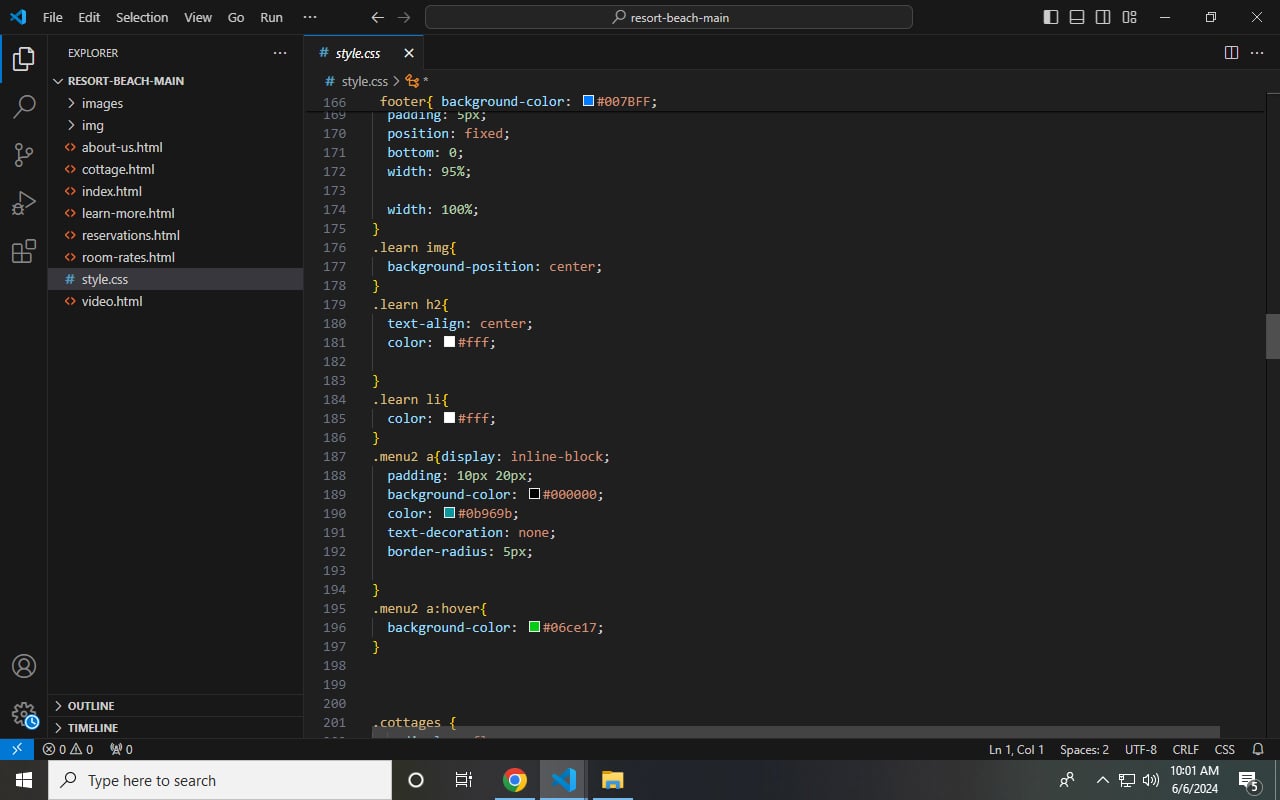 File Edit Selection View Go Run ···
resort-beach-main
EXPLORER ···
RESORT-BEACH-MAIN
images
img
about-us.html
cottage.html
index.html
learn-more.html
reservations.html
room-rates.html
# style.css
video.html
OUTLINE
TIMELINE
# style.css
# style.css > *
166 footer{ background-color: #007BFF;
169 padding: 5px;
170 position: fixed;
171 bottom: 0;
172 width: 95%;
173
174 width: 100%;
175 }
176 .learn img{
177 background-position: center;
178 }
179 .learn h2{
180 text-align: center;
181 color: #fff;
182
183 }
184 .learn li{
185 color: #fff;
186 }
187 .menu2 a{display: inline-block;
188 padding: 10px 20px;
189 background-color: #000000;
190 color: #0b969b;
191 text-decoration: none;
192 border-radius: 5px;
193
194 }
195 .menu2 a:hover{
196 background-color: #06ce17;
197 }
198
199
200
201 .cottages {
0 0 0 Ln 1, Col 1 Spaces: 2 UTF-8 CRLF CSS
Type here to search
10:01 AM
6/6/2024
5